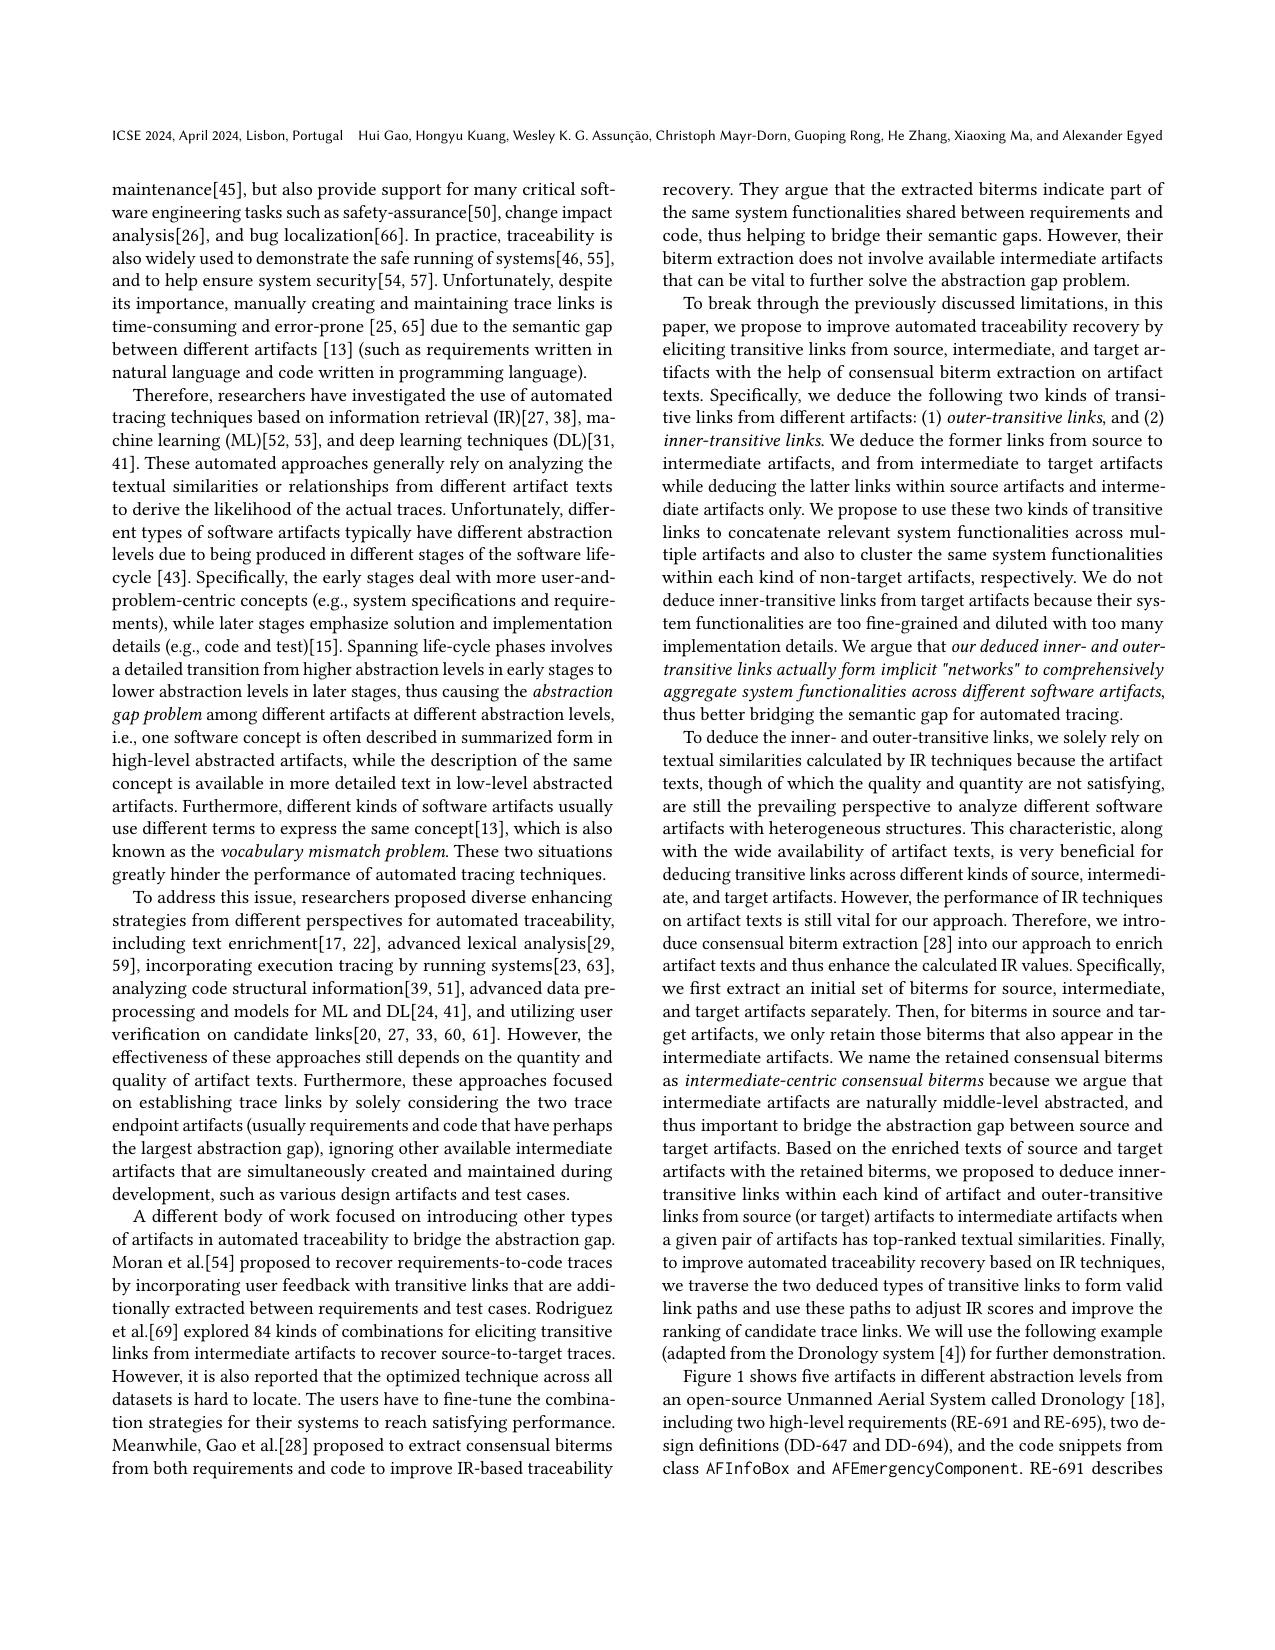 ICSE 2024, April 2024, Lisbon, Portugal Hui Gao, Hongyu Kuang, Wesley K. G. Assunção, Christoph Mayr-Dorn, Guoping Rong, He Zhang, Xiaoxing Ma, and Alexander Egyed
maintenance[45], but also provide support for many critical soft-
ware engineering tasks such as safety-assurance[50], change impact
analysis[26], and bug localization[66]. In practice, traceability is
also widely used to demonstrate the safe running of systems[46, 55],
and to help ensure system security[54, 57]. Unfortunately, despite
its importance, manually creating and maintaining trace links is
time-consuming and error-prone [25, 65] due to the semantic gap
between different artifacts [13] (such as requirements written in
natural language and code written in programming language).
Therefore, researchers have investigated the use of automated
tracing techniques based on information retrieval (IR)[27, 38], ma-
chine learning (ML)[52, 53], and deep learning techniques (DL)[31,
41]. These automated approaches generally rely on analyzing the
textual similarities or relationships from different artifact texts
to derive the likelihood of the actual traces. Unfortunately, differ-
ent types of software artifacts typically have different abstraction
levels due to being produced in different stages of the software life-
cycle [43]. Specifically, the early stages deal with more user-and-
problem-centric concepts (e.g., system specifications and require-
ments), while later stages emphasize solution and implementation
details (e.g., code and test)[15]. Spanning life-cycle phases involves
a detailed transition from higher abstraction levels in early stages to
lower abstraction levels in later stages, thus causing the abstraction
gap problem among different artifacts at different abstraction levels,
i.e., one software concept is often described in summarized form in
high-level abstracted artifacts, while the description of the same
concept is available in more detailed text in low-level abstracted
artifacts. Furthermore, different kinds of software artifacts usually
use different terms to express the same concept[13], which is also
known as the vocabulary mismatch problem. These two situations
greatly hinder the performance of automated tracing techniques.
To address this issue, researchers proposed diverse enhancing
strategies from different perspectives for automated traceability,
including text enrichment[17, 22], advanced lexical analysis[29,
59], incorporating execution tracing by running systems[23, 63],
analyzing code structural information[39, 51], advanced data pre-
processing and models for ML and DL[24, 41], and utilizing user
verification on candidate links[20, 27, 33, 60, 61]. However, the
effectiveness of these approaches still depends on the quantity and
quality of artifact texts. Furthermore, these approaches focused
on establishing trace links by solely considering the two trace
endpoint artifacts (usually requirements and code that have perhaps
the largest abstraction gap), ignoring other available intermediate
artifacts that are simultaneously created and maintained during
development, such as various design artifacts and test cases.
A different body of work focused on introducing other types
of artifacts in automated traceability to bridge the abstraction gap.
Moran et al.[54] proposed to recover requirements-to-code traces
by incorporating user feedback with transitive links that are addi-
tionally extracted between requirements and test cases. Rodriguez
et al.[69] explored 84 kinds of combinations for eliciting transitive
links from intermediate artifacts to recover source-to-target traces.
However, it is also reported that the optimized technique across all
datasets is hard to locate. The users have to fine-tune the combina-
tion strategies for their systems to reach satisfying performance.
Meanwhile, Gao et al.[28] proposed to extract consensual biterms
from both requirements and code to improve IR-based traceability
recovery. They argue that the extracted biterms indicate part of
the same system functionalities shared between requirements and
code, thus helping to bridge their semantic gaps. However, their
biterm extraction does not involve available intermediate artifacts
that can be vital to further solve the abstraction gap problem.
To break through the previously discussed limitations, in this
paper, we propose to improve automated traceability recovery by
eliciting transitive links from source, intermediate, and target ar-
tifacts with the help of consensual biterm extraction on artifact
texts. Specifically, we deduce the following two kinds of transi-
tive links from different artifacts: (1) outer-transitive links, and (2)
inner-transitive links. We deduce the former links from source to
intermediate artifacts, and from intermediate to target artifacts
while deducing the latter links within source artifacts and interme-
diate artifacts only. We propose to use these two kinds of transitive
links to concatenate relevant system functionalities across mul-
tiple artifacts and also to cluster the same system functionalities
within each kind of non-target artifacts, respectively. We do not
deduce inner-transitive links from target artifacts because their sys-
tem functionalities are too fine-grained and diluted with too many
implementation details. We argue that our deduced inner- and outer-
transitive links actually form implicit "networks" to comprehensively
aggregate system functionalities across different software artifacts,
thus better bridging the semantic gap for automated tracing.
To deduce the inner- and outer-transitive links, we solely rely on
textual similarities calculated by IR techniques because the artifact
texts, though of which the quality and quantity are not satisfying,
are still the prevailing perspective to analyze different software
artifacts with heterogeneous structures. This characteristic, along
with the wide availability of artifact texts, is very beneficial for
deducing transitive links across different kinds of source, intermedi-
ate, and target artifacts. However, the performance of IR techniques
on artifact texts is still vital for our approach. Therefore, we intro-
duce consensual biterm extraction [28] into our approach to enrich
artifact texts and thus enhance the calculated IR values. Specifically,
we first extract an initial set of biterms for source, intermediate,
and target artifacts separately. Then, for biterms in source and tar-
get artifacts, we only retain those biterms that also appear in the
intermediate artifacts. We name the retained consensual biterms
as intermediate-centric consensual biterms because we argue that
intermediate artifacts are naturally middle-level abstracted, and
thus important to bridge the abstraction gap between source and
target artifacts. Based on the enriched texts of source and target
artifacts with the retained biterms, we proposed to deduce inner-
transitive links within each kind of artifact and outer-transitive
links from source (or target) artifacts to intermediate artifacts when
a given pair of artifacts has top-ranked textual similarities. Finally,
to improve automated traceability recovery based on IR techniques,
we traverse the two deduced types of transitive links to form valid
link paths and use these paths to adjust IR scores and improve the
ranking of candidate trace links. We will use the following example
(adapted from the Dronology system [4]) for further demonstration.
Figure 1 shows five artifacts in different abstraction levels from
an open-source Unmanned Aerial System called Dronology [18],
including two high-level requirements (RE-691 and RE-695), two de-
sign definitions (DD-647 and DD-694), and the code snippets from
class AFInfoBox and AFEmergencyComponent. RE-691 describes